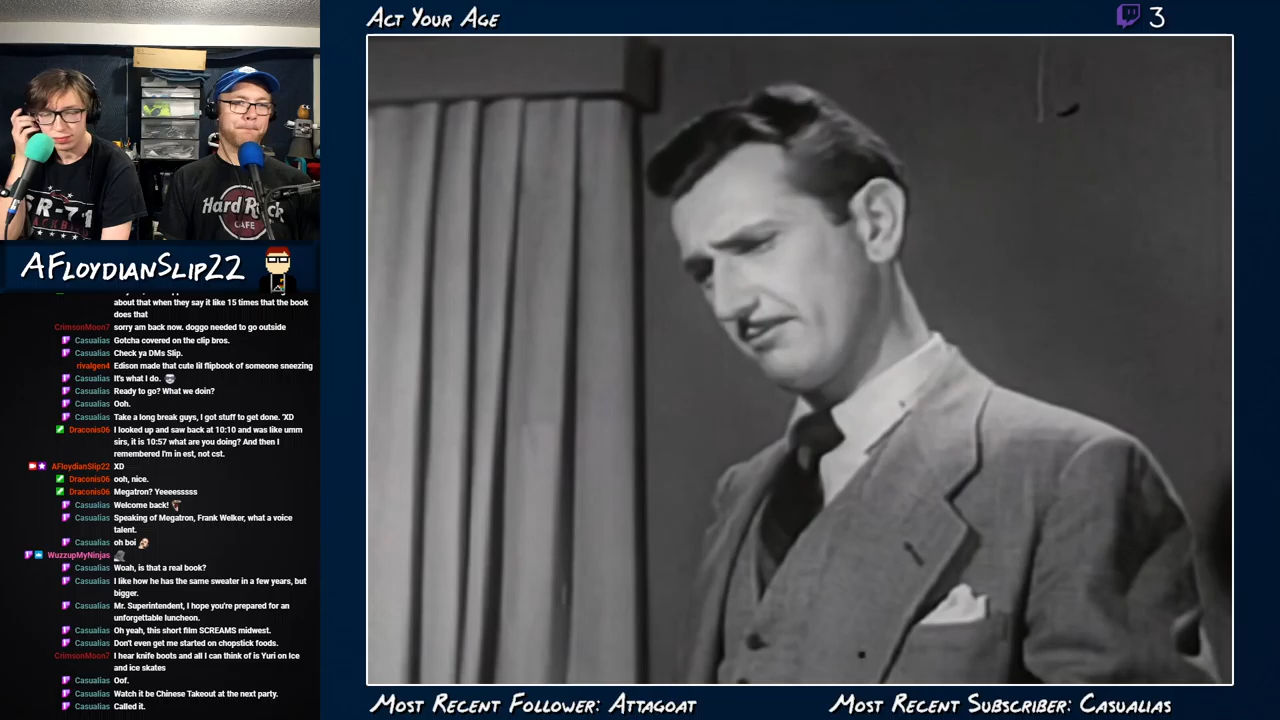 Act Your Age
3
SR-71
Hard Rock
CAFE
AFloydianSlip22
about that when they say it like 15 times that the book
does that
CrimsonMoon7 sorry am back now. doggo needed to go outside
Casualias Gotcha covered on the clip bros.
Casualias Check ya DMs Slip.
rivalgen4 Edison made that cute lil flipbook of someone sneezing
Casualias It's what I do.
Casualias Ready to go? What we doin?
Casualias Ooh.
Casualias Take a long break guys, I got stuff to get done. 'XD
Draconis06 I looked up and saw back at 10:10 and was like umm
sirs, it is 10:57 what are you doing? And then I
remembered I'm in est, not cst.
AFloydianSlip22 XD
Draconis06 ooh, nice.
Draconis06 Megatron? Yeeeesssss
Casualias Welcome back!
Casualias Speaking of Megatron, Frank Welker, what a voice
talent.
Casualias oh boi
WuzzupMyNinjas
Casualias Woah, is that a real book?
Casualias I like how he has the same sweater in a few years, but
bigger.
Casualias Mr. Superintendent, I hope you're prepared for an
unforgettable luncheon.
Casualias Oh yeah, this short film SCREAMS midwest.
Casualias Don't even get me started on chopstick foods.
CrimsonMoon7 I hear knife boots and all I can think of is Yuri on Ice
and ice skates
Casualias Oof.
Casualias Watch it be Chinese Takeout at the next party.
Casualias Called it.
Most Recent Follower: Attagoat
Most Recent Subscriber: Casualias